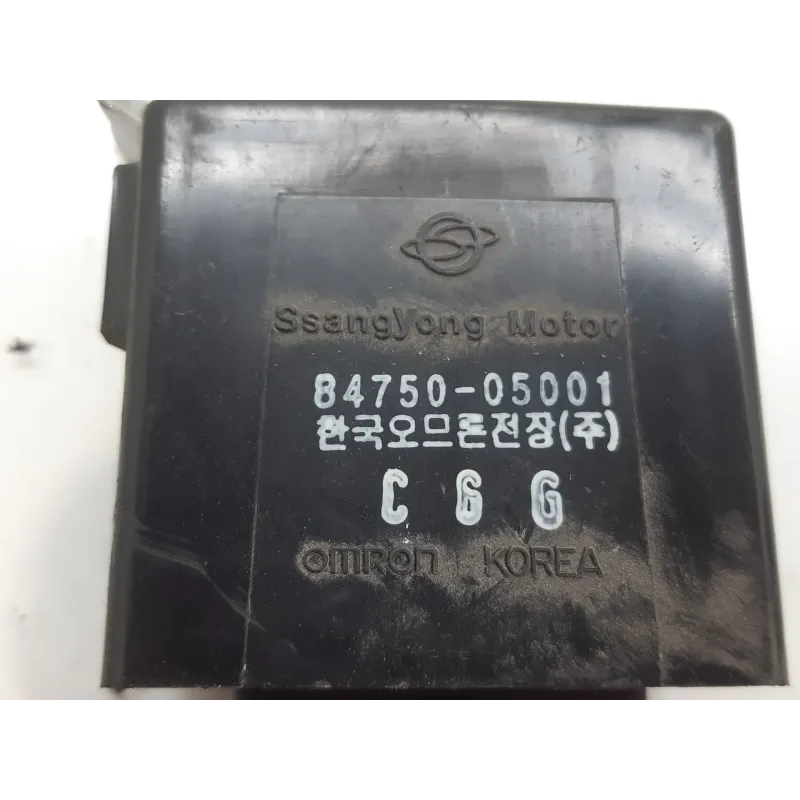 SsangYong Motor
84750-05001
한국오므론전장(주)
C 6 G
OMRON KOREA